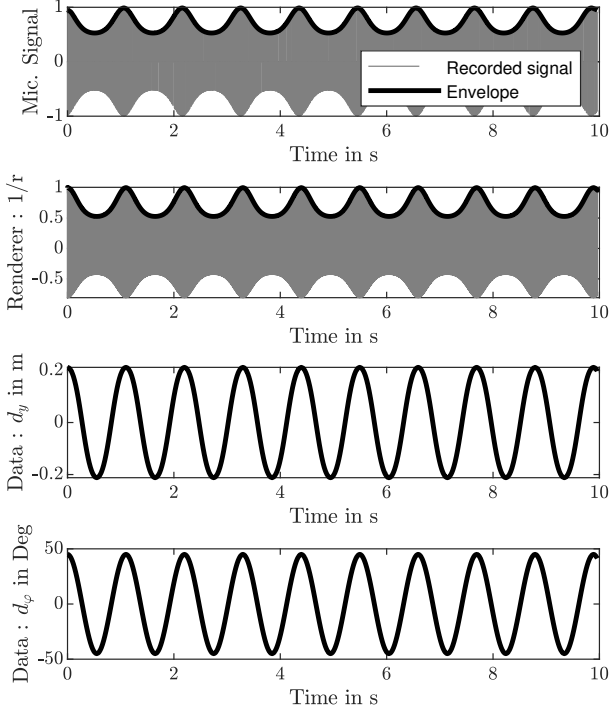 1
0
-1
Mic. Signal
Recorded signal
Envelope
0 2 4 6 8 10
Time in s
1
0.5
0
-0.5
Renderer : 1/r
0 2 4 6 8 10
Time in s
0.2
0
-0.2
Data : d_y in m
0 2 4 6 8 10
Time in s
50
0
-50
Data : d_φ in Deg
0 2 4 6 8 10
Time in s